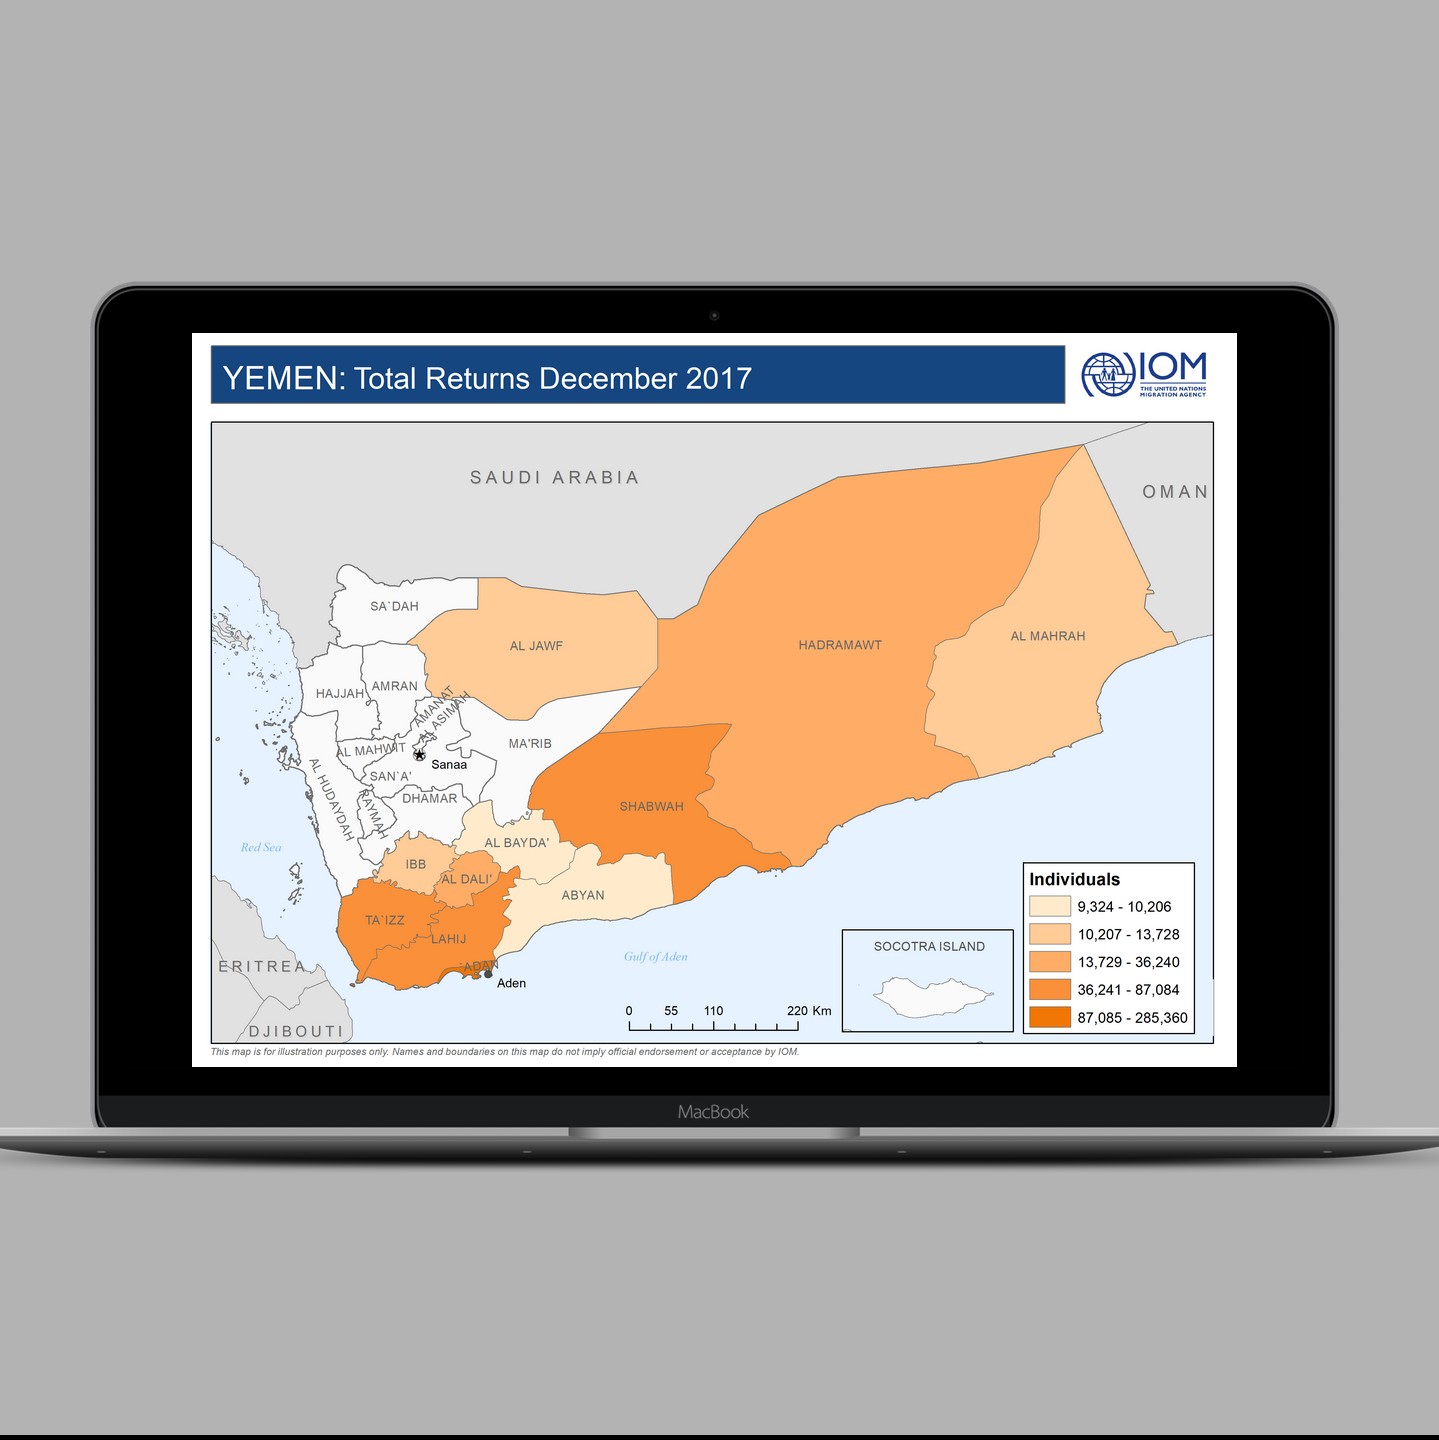 YEMEN: Total Returns December 2017
IOM
THE UNITED NATIONS
MIGRATION AGENCY
SAUDI ARABIA
OMAN
SA`DAH
AL JAWF
HADRAMAWT
AL MAHRAH
HAJJAH
AMRAN
AMANAT
AL ASIMAH
AL MAHWIT
MA'RIB
Sanaa
SAN`A'
AL HUDAYDAH
RAYMAH
DHAMAR
SHABWAH
AL BAYDA'
Red Sea
IBB
AL DALI'
ABYAN
TA`IZZ
LAHIJ
`ADAN
Aden
Gulf of Aden
ERITREA
DJIBOUTI
SOCOTRA ISLAND
0 55 110 220 Km
Individuals
9,324 - 10,206
10,207 - 13,728
13,729 - 36,240
36,241 - 87,084
87,085 - 285,360
This map is for illustration purposes only. Names and boundaries on this map do not imply official endorsement or acceptance by IOM.
MacBook